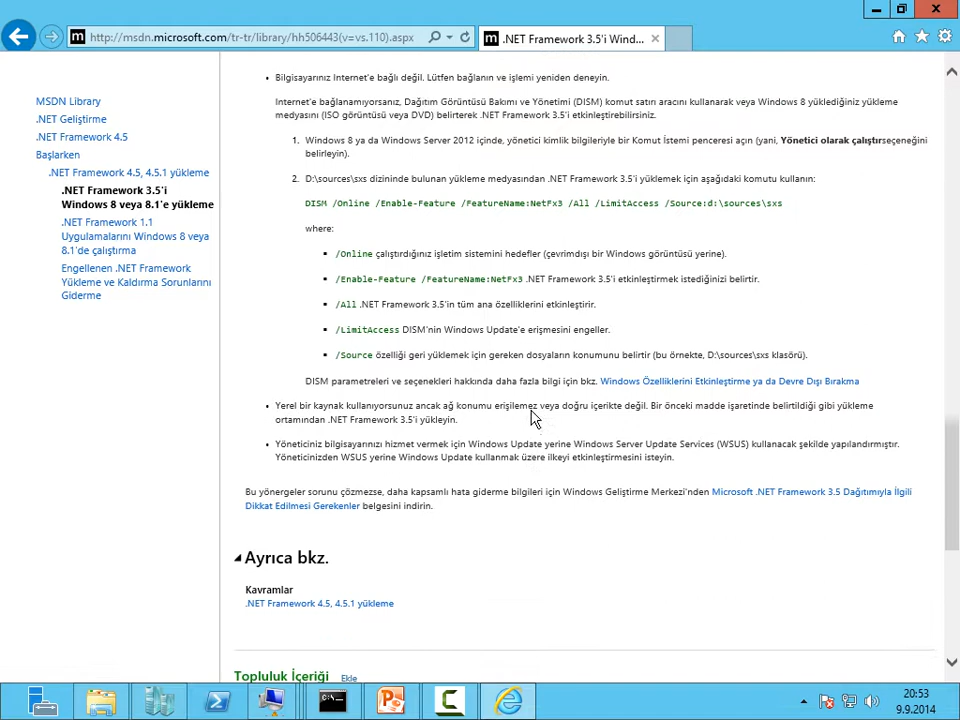 http://msdn.microsoft.com/tr-tr/library/hh506443(v=vs.110).aspx
.NET Framework 3.5'i Wind...
MSDN Library
.NET Geliştirme
.NET Framework 4.5
Başlarken
.NET Framework 4.5, 4.5.1 yükleme
.NET Framework 3.5'i
Windows 8 veya 8.1'e yükleme
.NET Framework 1.1
Uygulamalarını Windows 8 veya
8.1'de çalıştırma
Engellenen .NET Framework
Yükleme ve Kaldırma Sorunlarını
Giderme
Bilgisayarınız Internet'e bağlı değil. Lütfen bağlanın ve işlemi yeniden deneyin.
Internet'e bağlanamıyorsanız, Dağıtım Görüntüsü Bakımı ve Yönetimi (DISM) komut satırı aracını kullanarak veya Windows 8 yüklediğiniz yükleme
medyasını (ISO görüntüsü veya DVD) belirterek .NET Framework 3.5'i etkinleştirebilirsiniz.
1. Windows 8 ya da Windows Server 2012 içinde, yönetici kimlik bilgileriyle bir Komut İstemi penceresi açın (yani, Yönetici olarak çalıştırseçeneğini
belirleyin).
2. D:\sources\sxs dizininde bulunan yükleme medyasından .NET Framework 3.5'i yüklemek için aşağıdaki komutu kullanın:
DISM /Online /Enable-Feature /FeatureName:NetFx3 /All /LimitAccess /Source:d:\sources\sxs
where:
/Online çalıştırdığınız işletim sistemini hedefler (çevrimdışı bir Windows görüntüsü yerine).
/Enable-Feature /FeatureName:NetFx3 .NET Framework 3.5'i etkinleştirmek istediğinizi belirtir.
/All .NET Framework 3.5'in tüm ana özelliklerini etkinleştirir.
/LimitAccess DISM'nin Windows Update'e erişmesini engeller.
/Source özelliği geri yüklemek için gereken dosyaların konumunu belirtir (bu örnekte, D:\sources\sxs klasörü).
DISM parametreleri ve seçenekleri hakkında daha fazla bilgi için bkz. Windows Özelliklerini Etkinleştirme ya da Devre Dışı Bırakma
Yerel bir kaynak kullanıyorsunuz ancak ağ konumu erişilemez veya doğru içerikte değil. Bir önceki madde işaretinde belirtildiği gibi yükleme
ortamından .NET Framework 3.5'i yükleyin.
Yöneticiniz bilgisayarınızı hizmet vermek için Windows Update yerine Windows Server Update Services (WSUS) kullanacak şekilde yapılandırmıştır.
Yöneticinizden WSUS yerine Windows Update kullanmak üzere ilkeyi etkinleştirmesini isteyin.
Bu yönergeler sorunu çözmezse, daha kapsamlı hata giderme bilgileri için Windows Geliştirme Merkezi'nden Microsoft .NET Framework 3.5 Dağıtımıyla İlgili
Dikkat Edilmesi Gerekenler belgesini indirin.
Ayrıca bkz.
Kavramlar
.NET Framework 4.5, 4.5.1 yükleme
Topluluk İçeriği Ekle
20:53
9.9.2014